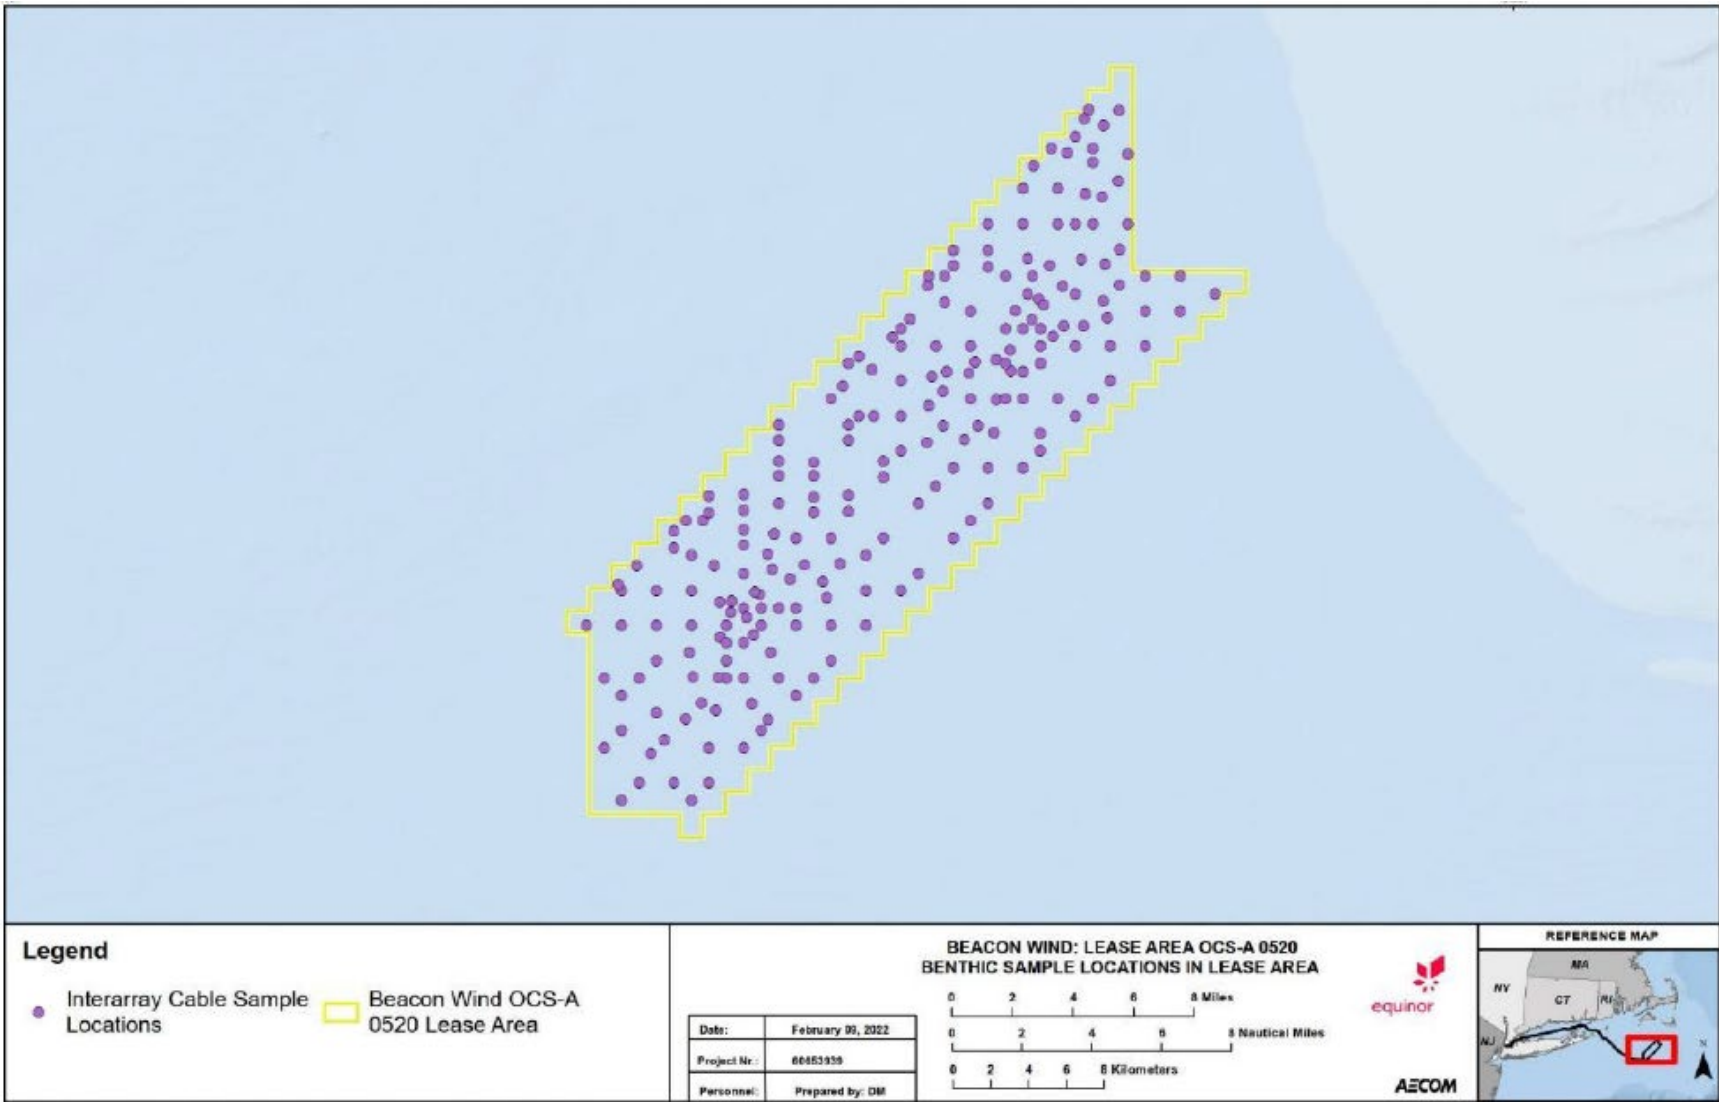 Legend
Interarray Cable Sample
Locations
Beacon Wind OCS-A
0520 Lease Area
BEACON WIND: LEASE AREA OCS-A 0520
BENTHIC SAMPLE LOCATIONS IN LEASE AREA
0 2 4 6 8 Miles
0 2 4 6 8 Nautical Miles
0 2 4 6 8 Kilometers
Date: February 09, 2022
Project Nr.: 60653939
Personnel: Prepared by: DM
equinor
AECOM
REFERENCE MAP
MA
NY
CT
RI
NJ
N